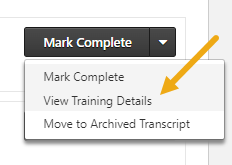 Mark Complete
Mark Complete
View Training Details
Move to Archived Transcript